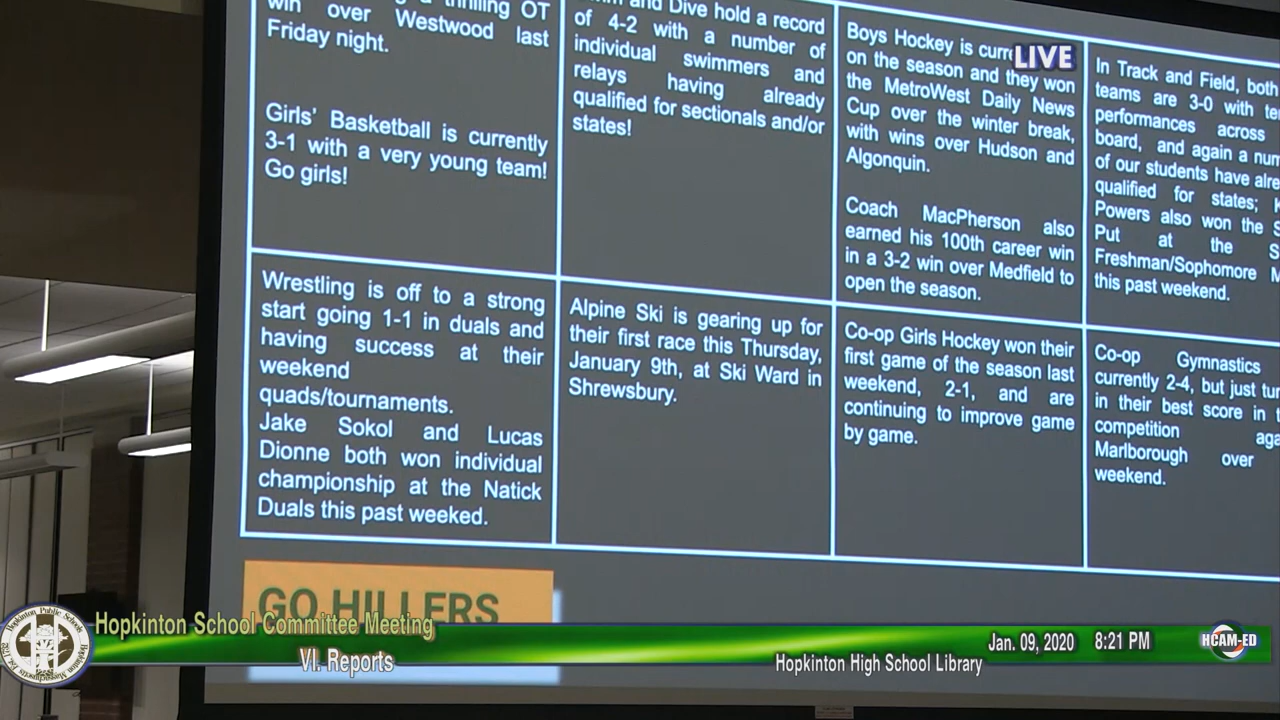 thrilling OT
win over Westwood last
Friday night.
Girls' Basketball is currently
3-1 with a very young team!
Go girls!
and Dive hold a record
of 4-2 with a number of
individual swimmers and
relays having already
qualified for sectionals and/or
states!
Boys Hockey is
on the season and they won
the MetroWest Daily News
Cup over the winter break,
with wins over Hudson and
Algonquin.
Coach MacPherson also
earned his 100th career win
in a 3-2 win over Medfield to
open the season.
LIVE
In Track and Field, both
teams are 3-0 with
performances across
board, and again a
of our students have
qualified for states;
Powers also won the
Put at the
Freshman/Sophomore
this past weekend.
Wrestling is off to a strong
start going 1-1 in duals and
having success at their
weekend
quads/tournaments.
Jake Sokol and Lucas
Dionne both won individual
championship at the Natick
Duals this past weeked.
Alpine Ski is gearing up for
their first race this Thursday,
January 9th, at Ski Ward in
Shrewsbury.
Co-op Girls Hockey won their
first game of the season last
weekend, 2-1, and are
continuing to improve game
by game.
Co-op Gymnastics
currently 2-4, but just
in their best score in
competition
Marlborough over
weekend.
GO HILLERS
Hopkinton School Committee Meeting
VI. Reports
Jan. 09, 2020 8:21 PM
Hopkinton High School Library
HCAM-ED
Hopkinton Public Schools